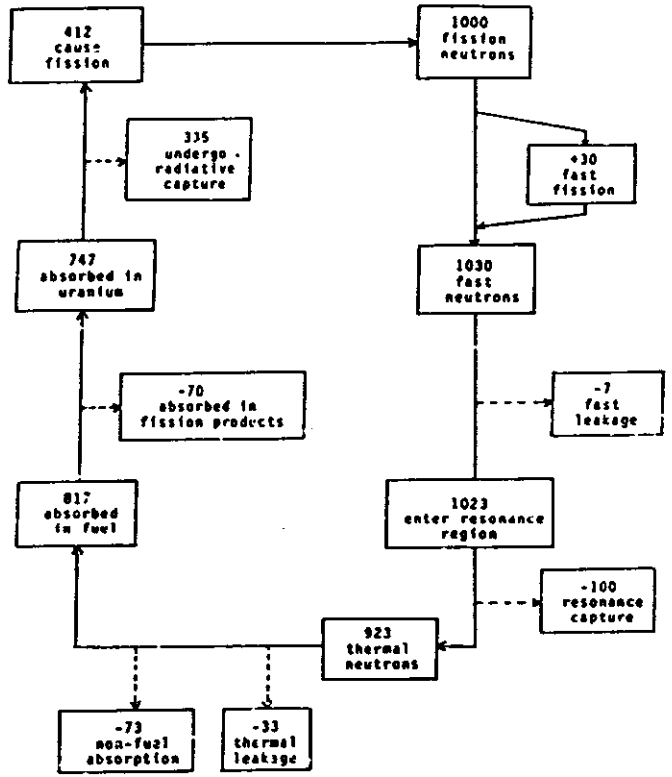 412
cause
fission
1000
fission
neutrons
335
undergo
radiative
capture
+30
fast
fission
747
absorbed in
uranium
1030
fast
neutrons
-70
absorbed in
fission products
-7
fast
leakage
817
absorbed
in fuel
1023
enter resonance
region
-100
resonance
capture
923
thermal
neutrons
-73
non-fuel
absorption
-33
thermal
leakage